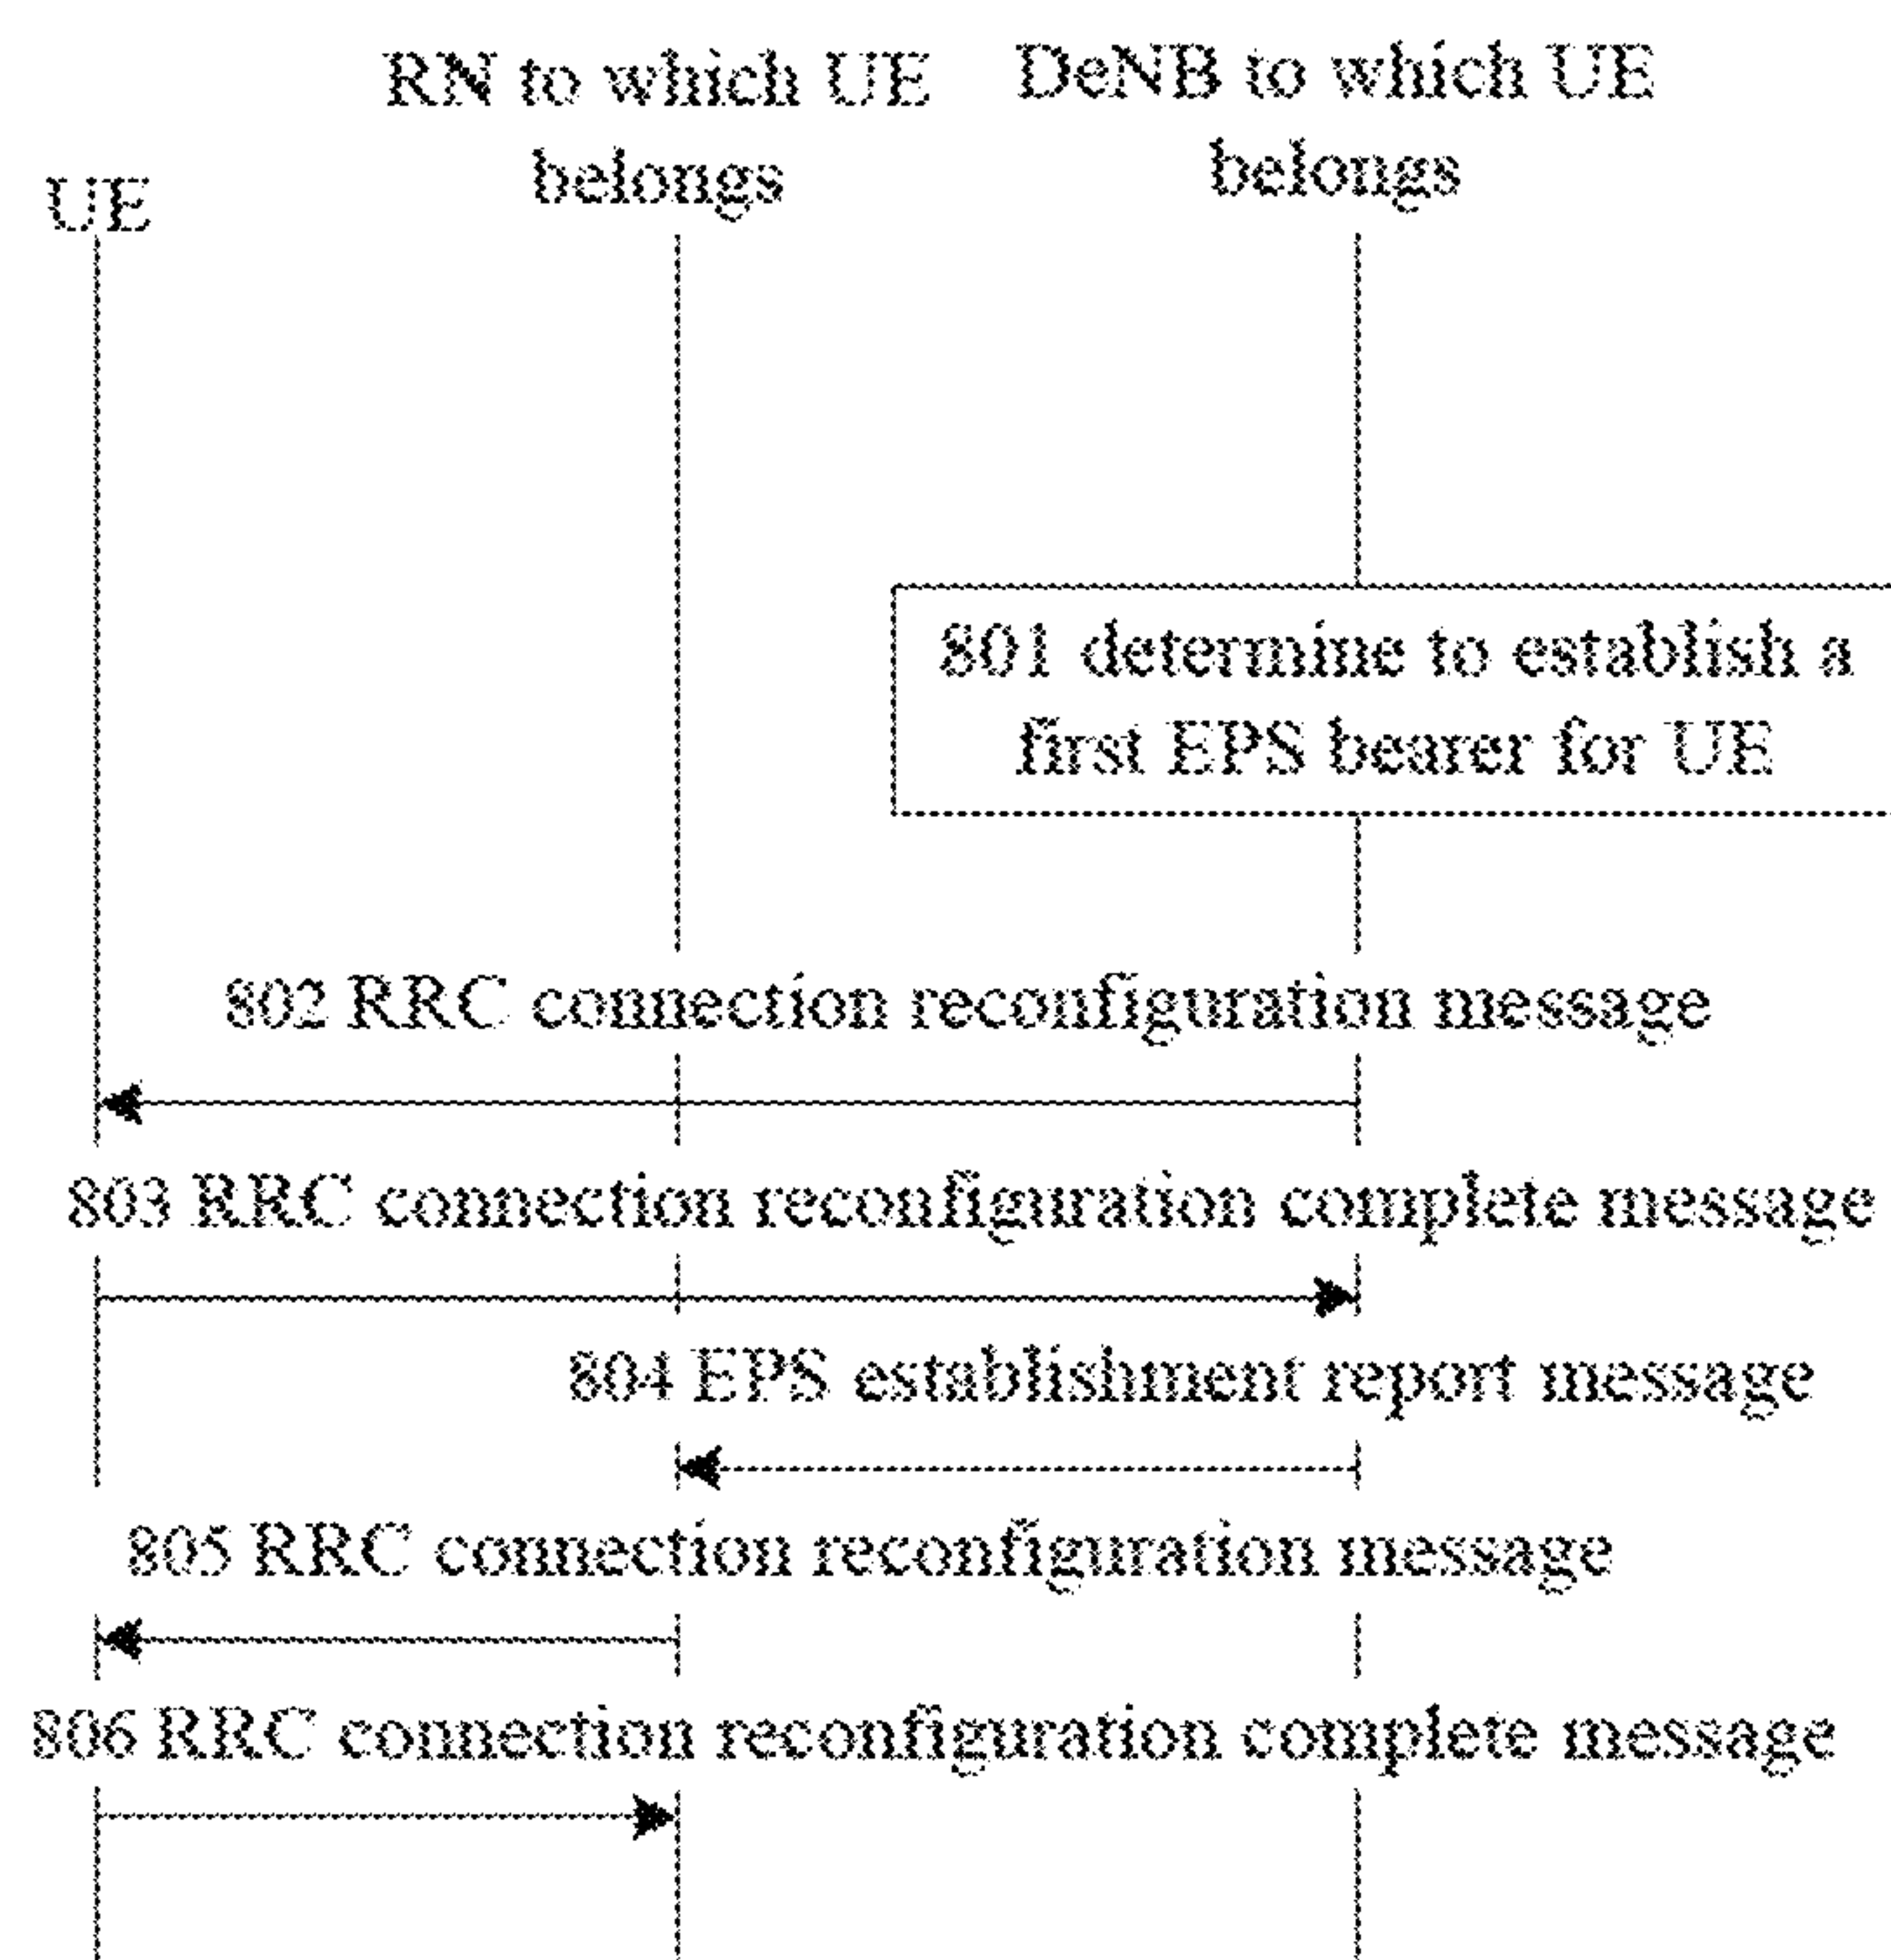 UE
RN to which UE
belongs
DeNB to which UE
belongs
801 determine to establish a
first EPS bearer for UE
802 RRC connection reconfiguration message
803 RRC connection reconfiguration complete message
804 EPS establishment report message
805 RRC connection reconfiguration message
806 RRC connection reconfiguration complete message